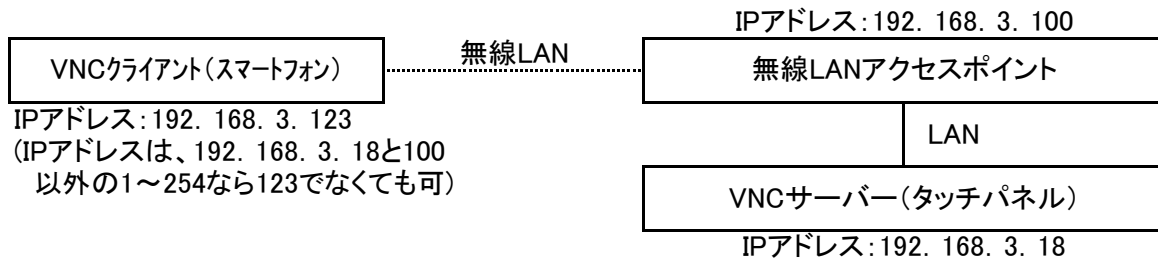 IPアドレス：192．168．3．100
VNCクライアント（スマートフォン）
無線LAN
無線LANアクセスポイント
IPアドレス：192．168．3．123
（IPアドレスは、192．168．3．18と100
以外の1～254なら123でなくても可）
LAN
VNCサーバー（タッチパネル）
IPアドレス：192．168．3．18